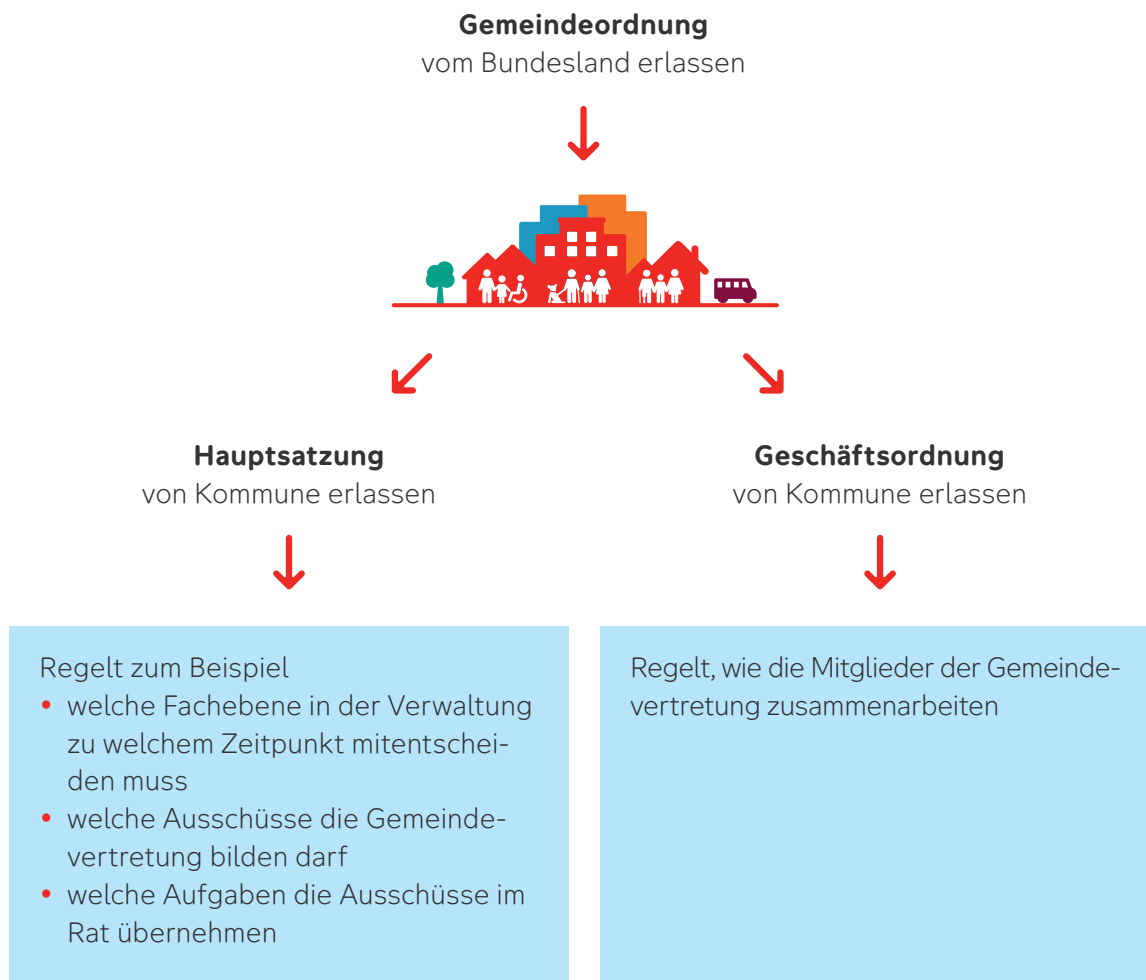 Gemeindeordnung
vom Bundesland erlassen
Hauptsatzung
von Kommune erlassen
Regelt zum Beispiel
• welche Fachebene in der Verwaltung
zu welchem Zeitpunkt mitentschei-
den muss
• welche Ausschüsse die Gemeinde-
vertretung bilden darf
• welche Aufgaben die Ausschüsse im
Rat übernehmen
Geschäftsordnung
von Kommune erlassen
Regelt, wie die Mitglieder der Gemeinde-
vertretung zusammenarbeiten